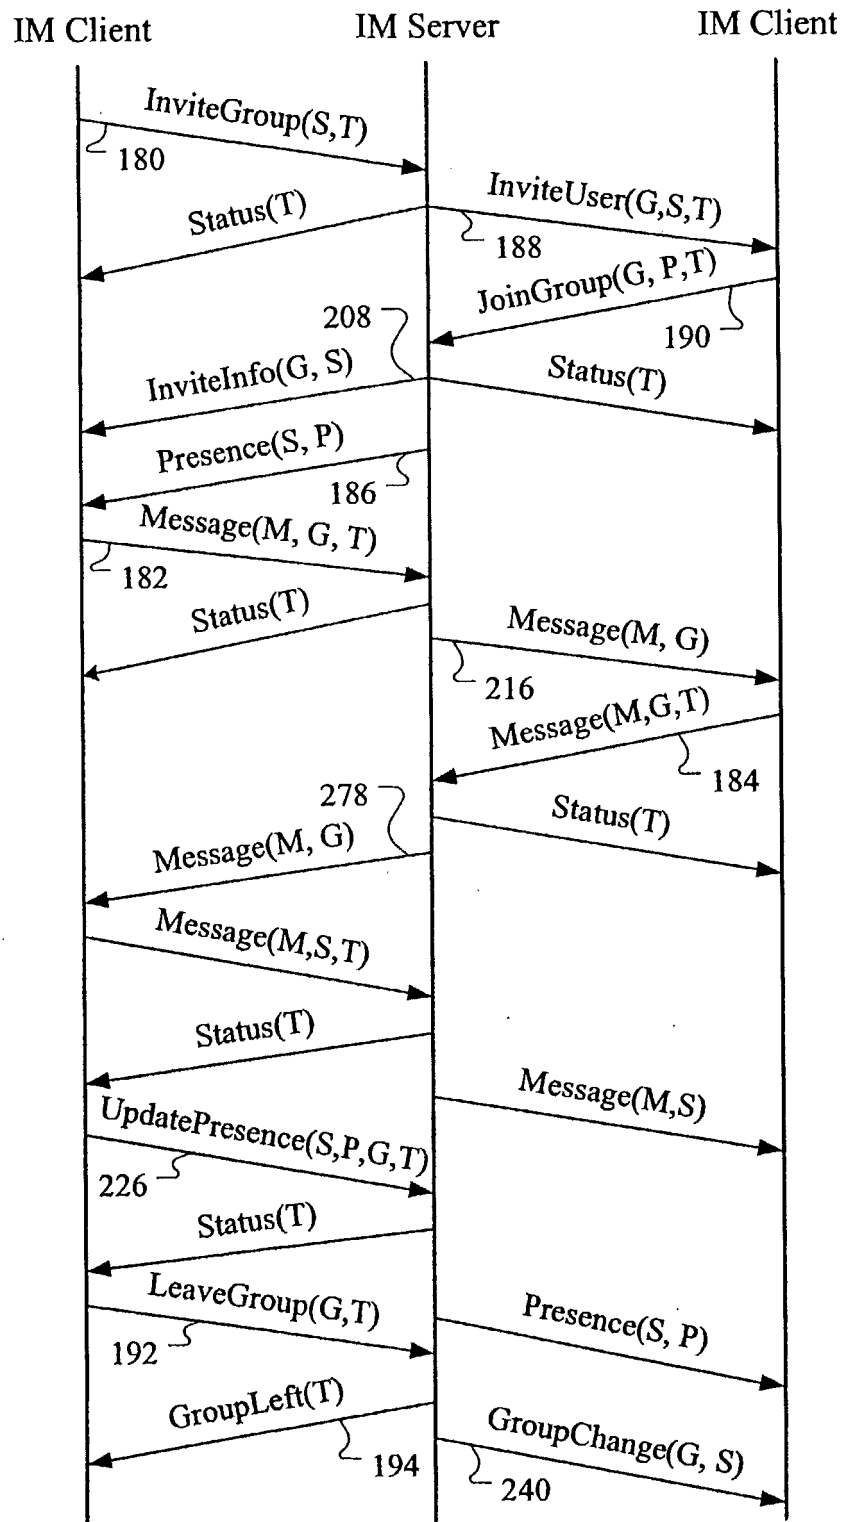 IM Client IM Server IM Client
InviteGroup(S,T)
180
InviteUser(G,S,T)
Status(T)
188
JoinGroup(G, P,T)
208
190
InviteInfo(G, S)
Status(T)
Presence(S, P)
186
Message(M, G, T)
182
Status(T)
Message(M, G)
216
Message(M,G,T)
184
278
Status(T)
Message(M, G)
Message(M,S,T)
Status(T)
Message(M,S)
UpdatePresence(S,P,G,T)
226
Status(T)
LeaveGroup(G,T)
Presence(S, P)
192
GroupLeft(T)
GroupChange(G, S)
194
240